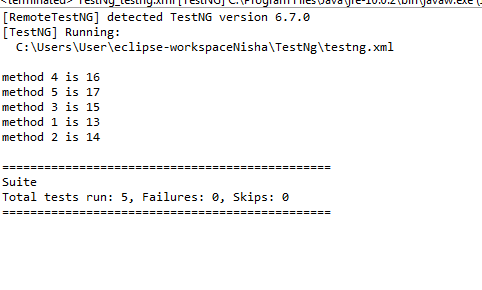 <terminated> TestNg_testng.xml [TestNG] C:\Program Files\Java\jre-10.0.2\bin\javaw.exe
[RemoteTestNG] detected TestNG version 6.7.0
[TestNG] Running:
C:\Users\User\eclipse-workspaceNisha\TestNg\testng.xml
method 4 is 16
method 5 is 17
method 3 is 15
method 1 is 13
method 2 is 14
===============================================
Suite
Total tests run: 5, Failures: 0, Skips: 0
===============================================